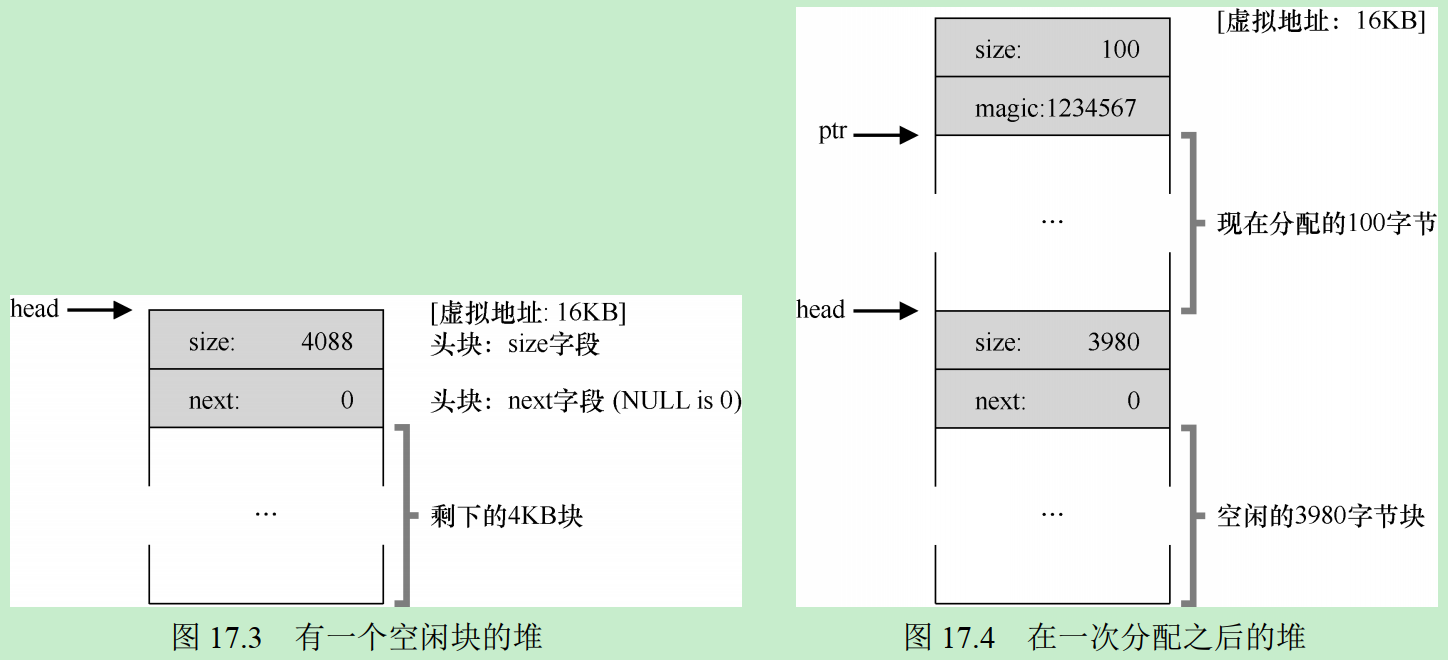 head
[虚拟地址: 16KB]
size: 4088
头块：size字段
next: 0
头块：next字段 (NULL is 0)
...
剩下的4KB块
图 17.3 有一个空闲块的堆
[虚拟地址：16KB]
size: 100
magic:1234567
ptr
...
现在分配的100字节
head
size: 3980
next: 0
...
空闲的3980字节块
图 17.4 在一次分配之后的堆